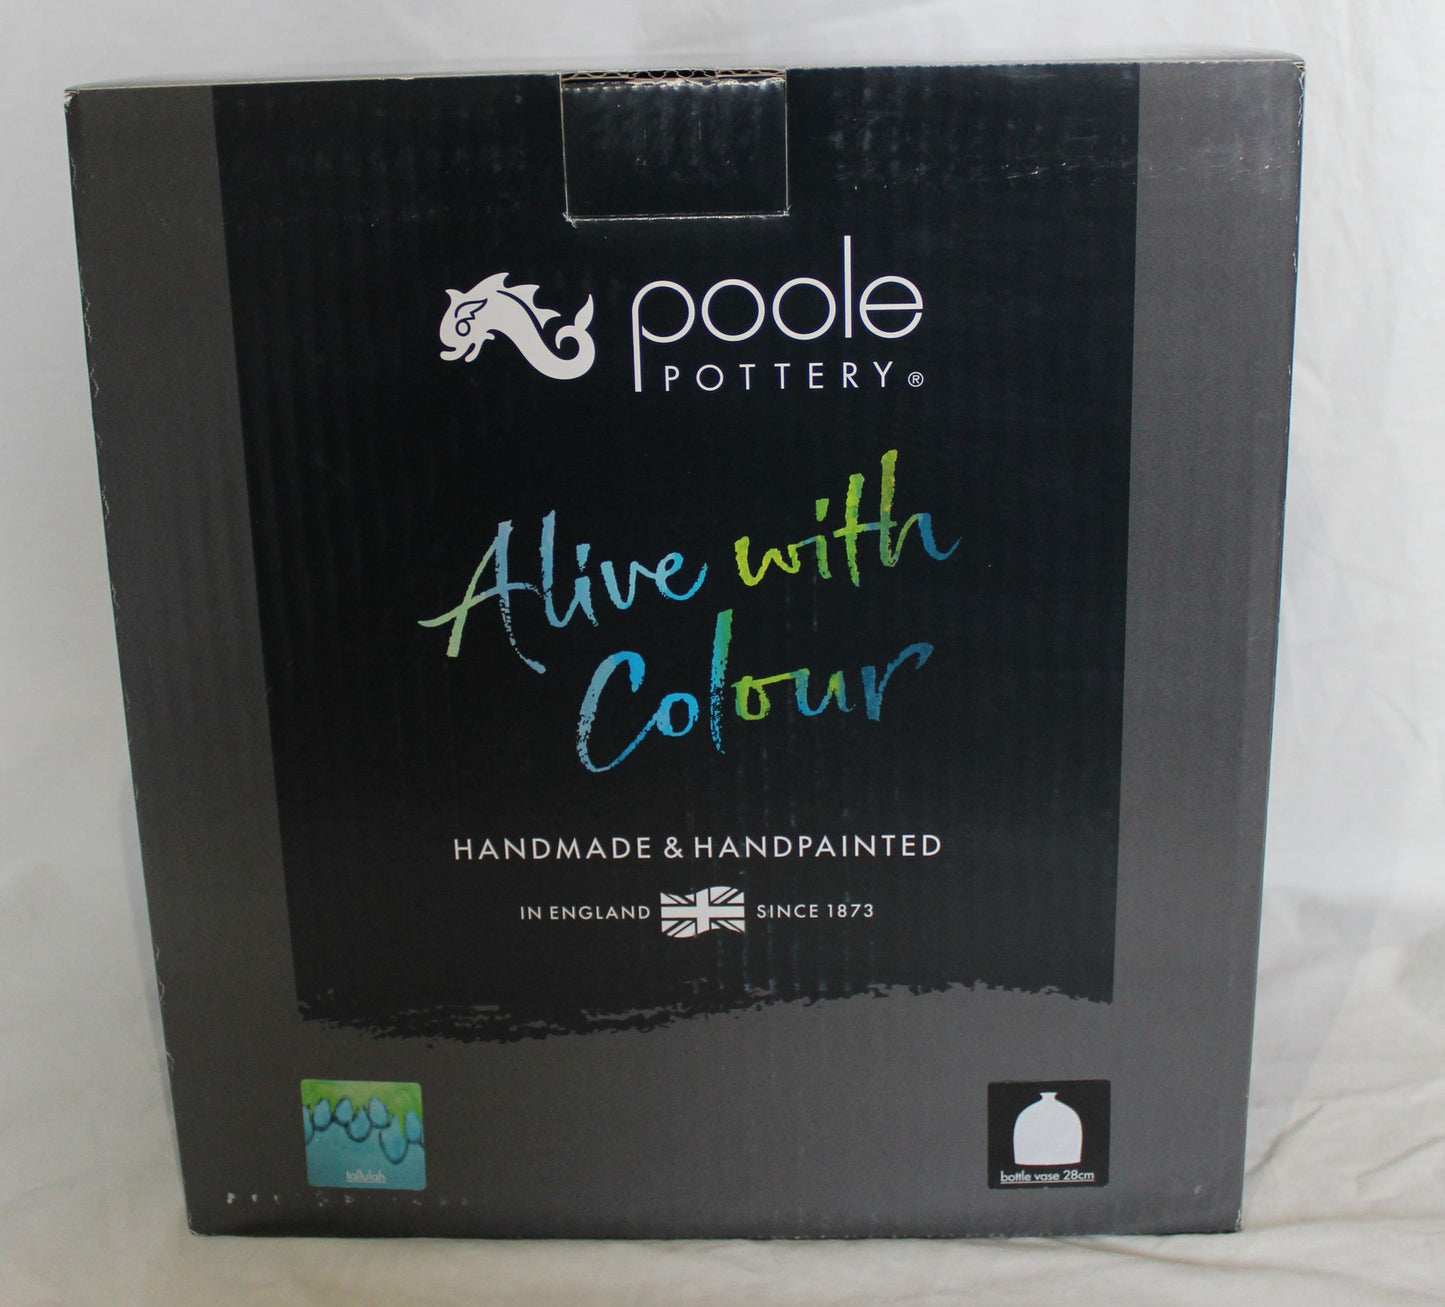 poole
POTTERY®
Alive with
Colour
HANDMADE & HANDPAINTED
IN ENGLAND SINCE 1873
tallulah
bottle vase 28cm